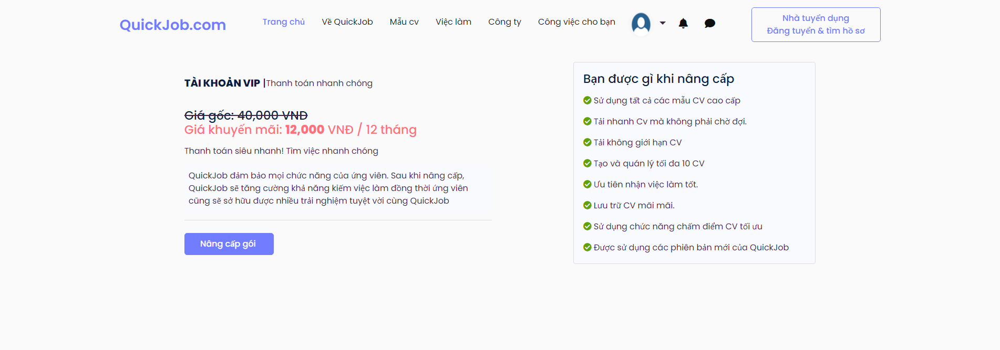 QuickJob.com
Trang chủ
Về QuickJob
Mẫu cv
Việc làm
Công ty
Công việc cho bạn
Nhà tuyển dụng
Đăng tuyển & tìm hồ sơ
TÀI KHOẢN VIP |Thanh toán nhanh chóng
Giá gốc: 40,000 VNĐ
Giá khuyến mãi: 12,000 VNĐ / 12 tháng
Thanh toán siêu nhanh! Tìm việc nhanh chóng
QuickJob đảm bảo mọi chức năng của ứng viên. Sau khi nâng cấp,
QuickJob sẽ tăng cường khả năng kiếm việc làm đồng thời ứng viên
cũng sẽ sở hữu được nhiều trải nghiệm tuyệt vời cùng QuickJob
Nâng cấp gói
Bạn được gì khi nâng cấp
Sử dụng tất cả các mẫu CV cao cấp
Tải nhanh Cv mà không phải chờ đợi.
Tải không giới hạn CV
Tạo và quán lý tối đa 10 CV
Ưu tiên nhận việc làm tốt.
Lưu trữ CV mãi mãi.
Sử dụng chức năng chấm điểm CV tối ưu
Được sử dụng các phiên bản mới của QuickJob